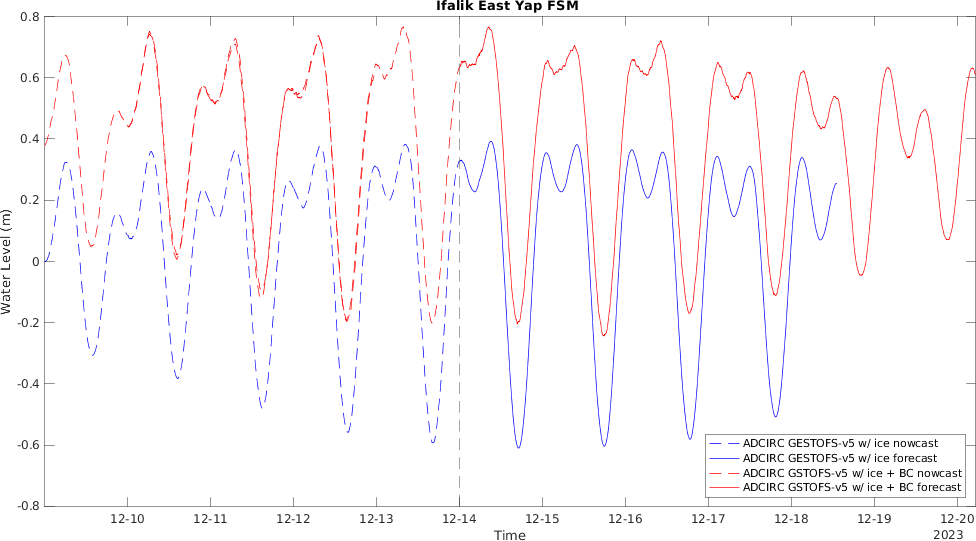 Ifalik East Yap FSM
0.8
0.6
0.4
0.2
0
-0.2
-0.4
-0.6
-0.8
Water Level (m)
ADCIRC GESTOFS-v5 w/ ice nowcast
ADCIRC GESTOFS-v5 w/ ice forecast
ADCIRC GSTOFS-v5 w/ice + BC nowcast
ADCIRC GSTOFS-v5 w/ice + BC forecast
12-10 12-11 12-12 12-13 12-14 12-15 12-16 12-17 12-18 12-19 12-20
Time
2023